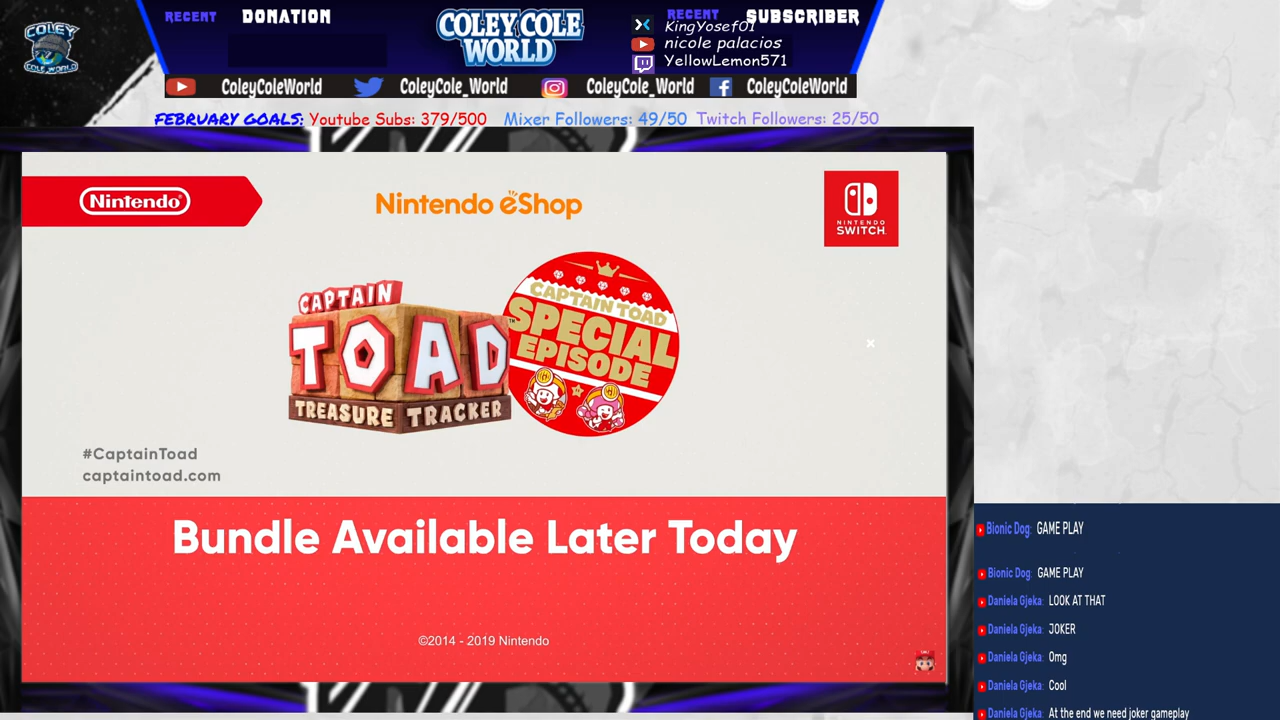 COLEY
COLE WORLD
RECENT DONATION
COLEY COLE
WORLD
RECENT SUBSCRIBER
KingYosef01
nicole palacios
YellowLemon571
ColeyColeWorld ColeyCole_World ColeyCole_World ColeyColeWorld
FEBRUARY GOALS: Youtube Subs: 379/500 Mixer Followers: 49/50 Twitch Followers: 25/50
Nintendo
Nintendo eShop
NINTENDO
SWITCH
CAPTAIN
TOAD
TREASURE TRACKER
CAPTAIN TOAD
SPECIAL
EPISODE
#CaptainToad
captaintoad.com
Bundle Available Later Today
©2014 - 2019 Nintendo
Bionic Dog: GAME PLAY
Bionic Dog: GAME PLAY
Daniela Gjeka: LOOK AT THAT
Daniela Gjeka: JOKER
Daniela Gjeka: Omg
Daniela Gjeka: Cool
Daniela Gjeka: At the end we need joker gameplay